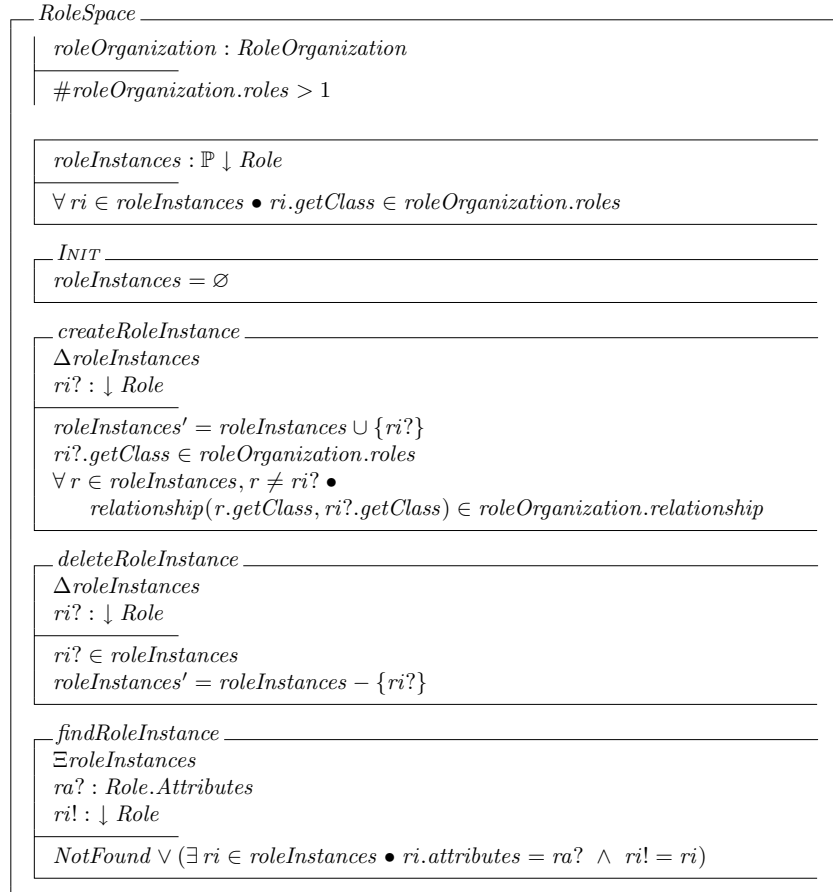 RoleSpace
roleOrganization : RoleOrganization
#roleOrganization.roles > 1
roleInstances : ℙ ↓ Role
∀ ri ∈ roleInstances • ri.getClass ∈ roleOrganization.roles
INIT
roleInstances = ∅
createRoleInstance
ΔroleInstances
ri? : ↓ Role
roleInstances′ = roleInstances ∪ {ri?}
ri?.getClass ∈ roleOrganization.roles
∀ r ∈ roleInstances, r ≠ ri? •
relationship(r.getClass, ri?.getClass) ∈ roleOrganization.relationship
deleteRoleInstance
ΔroleInstances
ri? : ↓ Role
ri? ∈ roleInstances
roleInstances′ = roleInstances − {ri?}
findRoleInstance
ΞroleInstances
ra? : Role.Attributes
ri! : ↓ Role
NotFound ∨ (∃ ri ∈ roleInstances • ri.attributes = ra? ∧ ri! = ri)